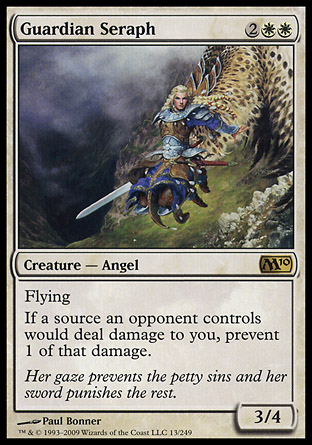 Guardian Seraph 2
Creature — Angel M10
Flying
If a source an opponent controls
would deal damage to you, prevent
1 of that damage.
Her gaze prevents the petty sins and her
sword punishes the rest.
Paul Bonner
™ & © 1993–2009 Wizards of the Coast LLC 13/249
3/4